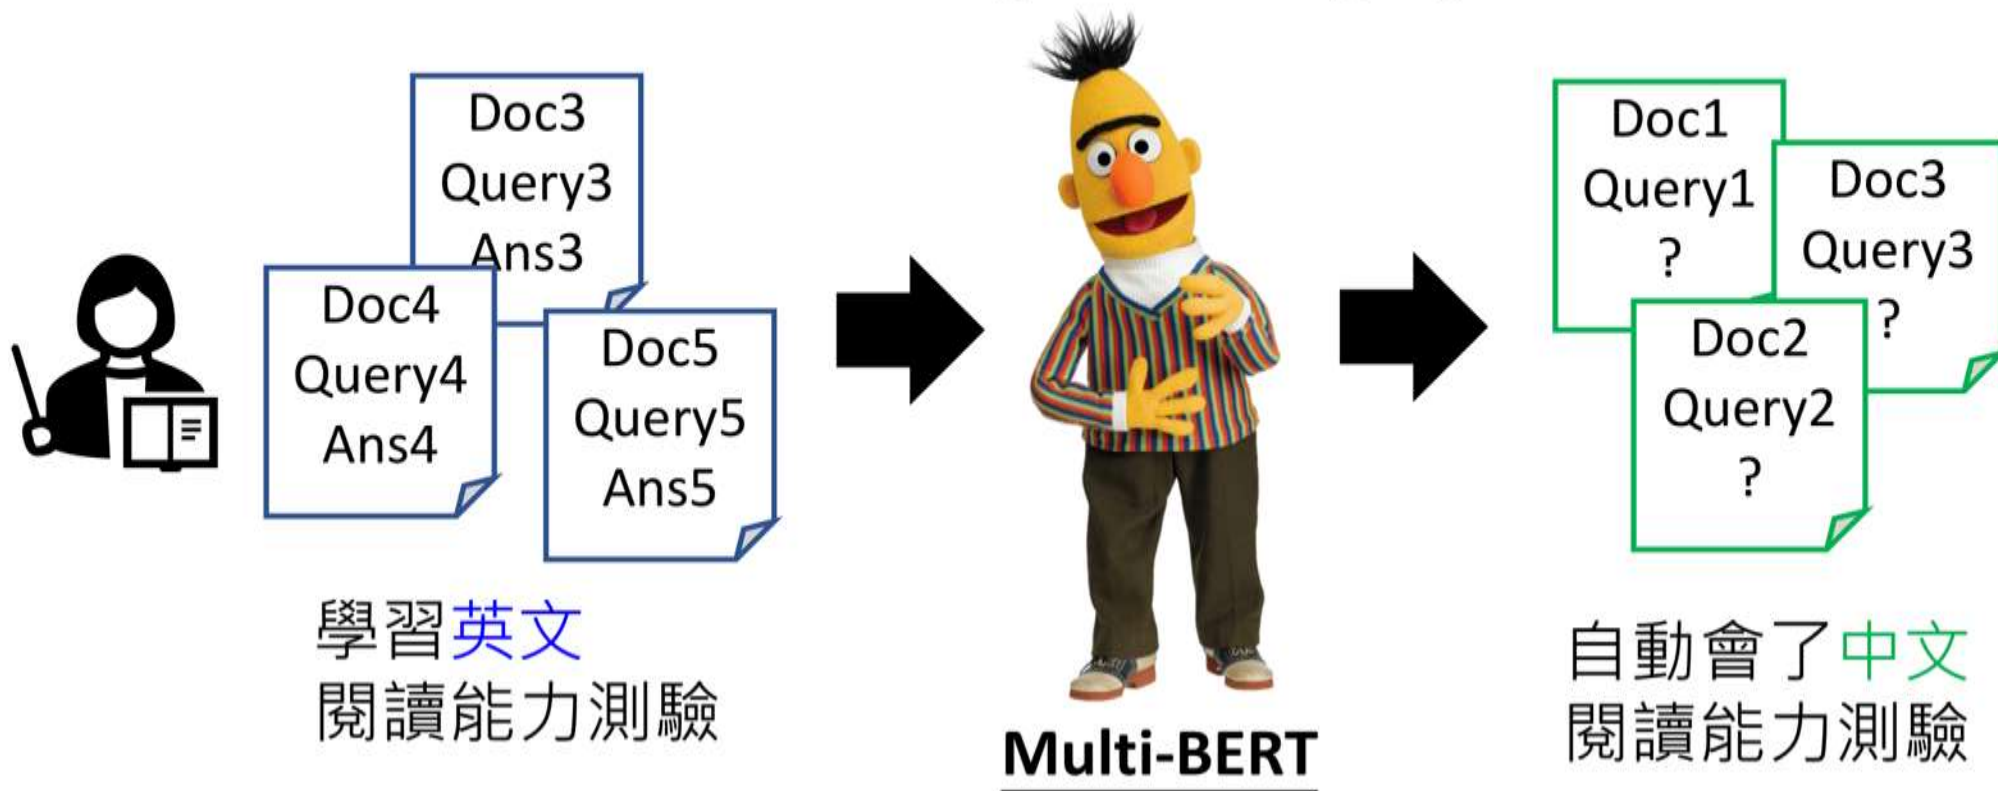 Doc3
Query3
Ans3
Doc4
Query4
Ans4
Doc5
Query5
Ans5
學習英文
閱讀能力測驗
Multi-BERT
Doc1
Query1
?
Doc3
Query3
?
Doc2
Query2
?
自動會了中文
閱讀能力測驗